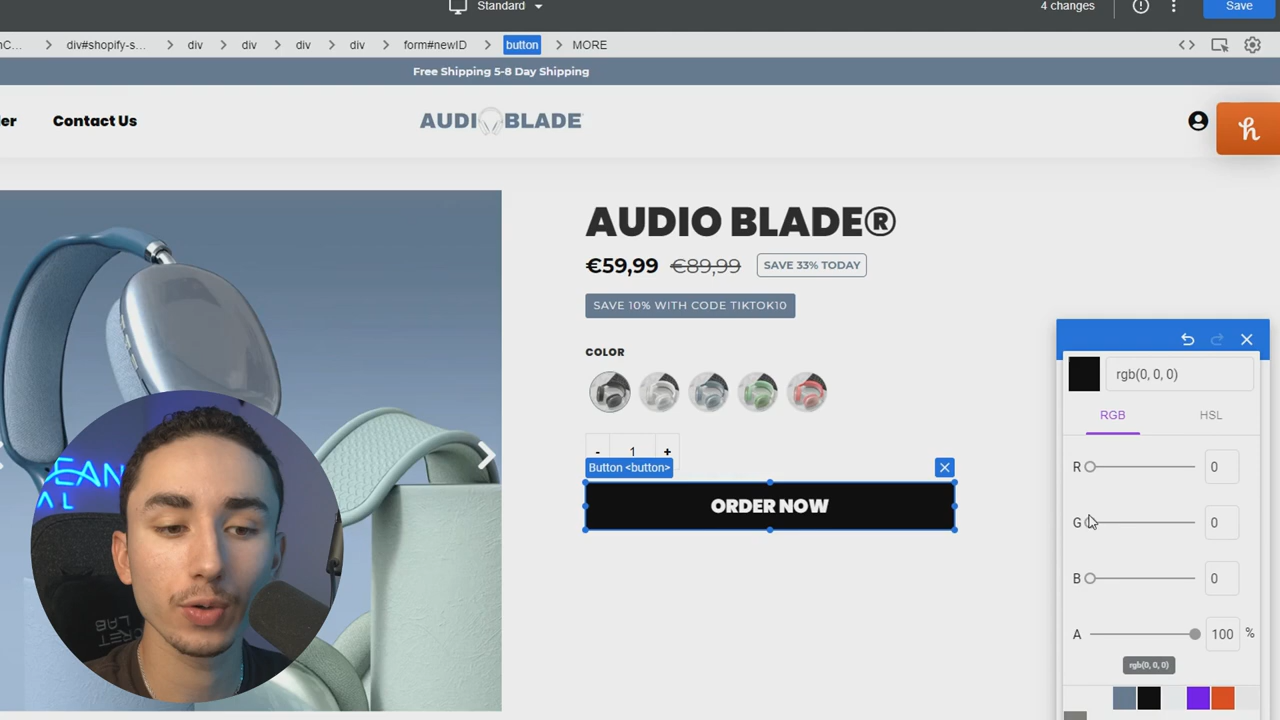 Standard
4 changes
Save
nC...
div#shopify-s...
div
div
div
div
form#newID
button
MORE
Free Shipping 5-8 Day Shipping
Contact Us
AUDIO BLADE
AUDIO BLADE®
€59,99 €89,99 SAVE 33% TODAY
SAVE 10% WITH CODE TIKTOK10
COLOR
- 1 +
Button <button>
ORDER NOW
rgb(0, 0, 0)
RGB HSL
R 0
G 0
B 0
A 100 %
rgb(0, 0, 0)